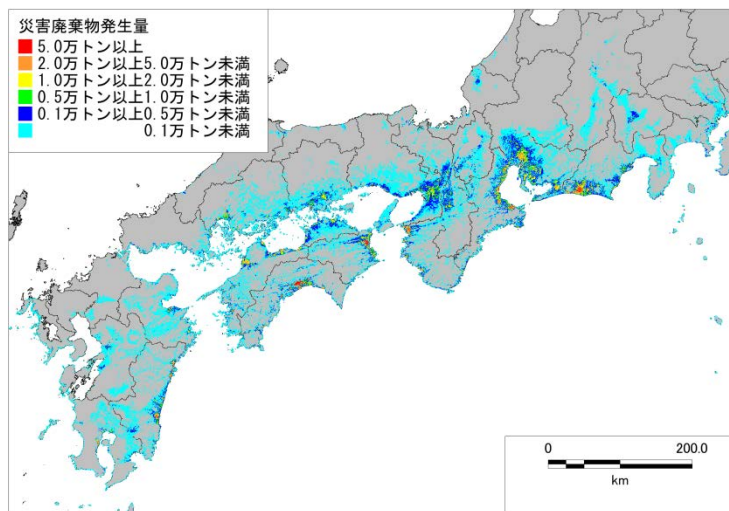 災害廃棄物発生量
5.0万トン以上
2.0万トン以上5.0万トン未満
1.0万トン以上2.0万トン未満
0.5万トン以上1.0万トン未満
0.1万トン以上0.5万トン未満
0.1万トン未満
0 200.0
km